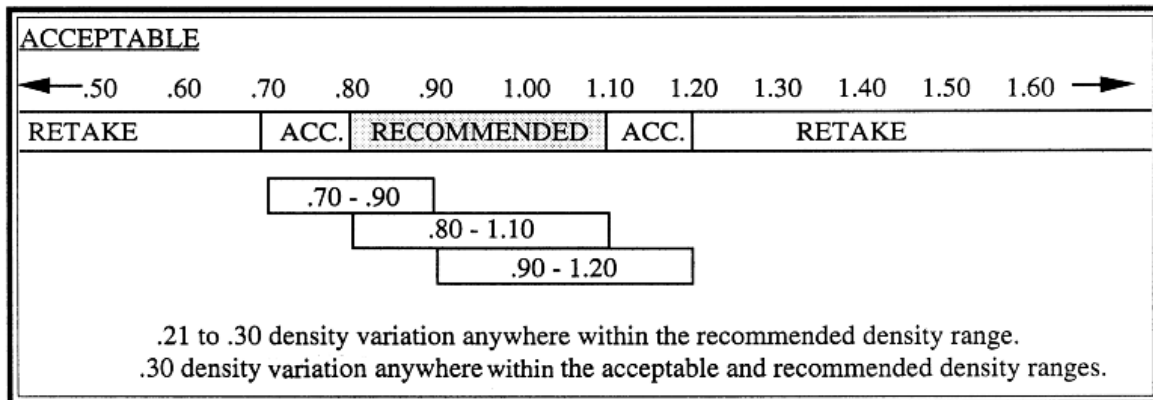 ACCEPTABLE
.50 .60 .70 .80 .90 1.00 1.10 1.20 1.30 1.40 1.50 1.60
RETAKE ACC. RECOMMENDED ACC. RETAKE
.70 - .90
.80 - 1.10
.90 - 1.20
.21 to .30 density variation anywhere within the recommended density range.
.30 density variation anywhere within the acceptable and recommended density ranges.